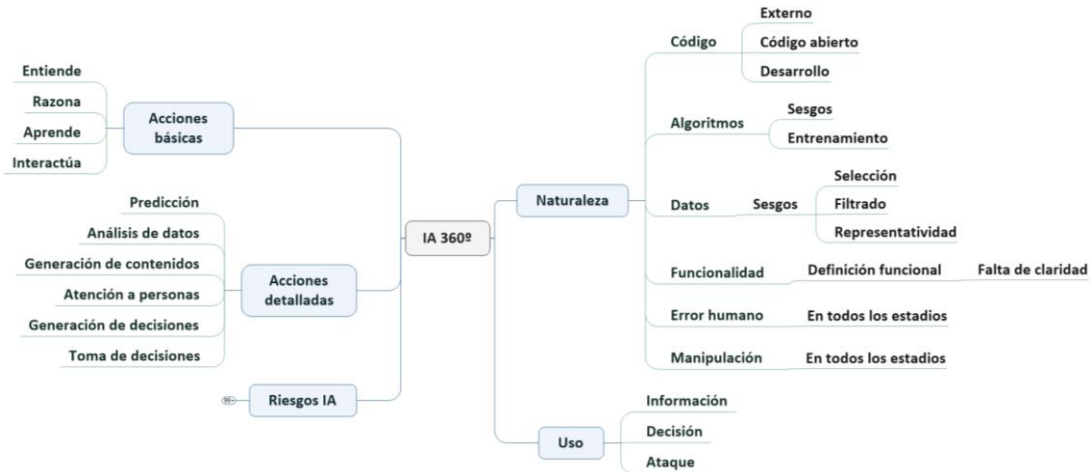 IA 360º
Acciones
básicas
Entiende
Razona
Aprende
Interactúa
Acciones
detalladas
Predicción
Análisis de datos
Generación de contenidos
Atención a personas
Generación de decisiones
Toma de decisiones
Riesgos IA
Naturaleza
Código
Externo
Código abierto
Desarrollo
Algoritmos
Sesgos
Entrenamiento
Datos
Sesgos
Selección
Filtrado
Representatividad
Funcionalidad
Definición funcional
Falta de claridad
Error humano
En todos los estadios
Manipulación
En todos los estadios
Uso
Información
Decisión
Ataque